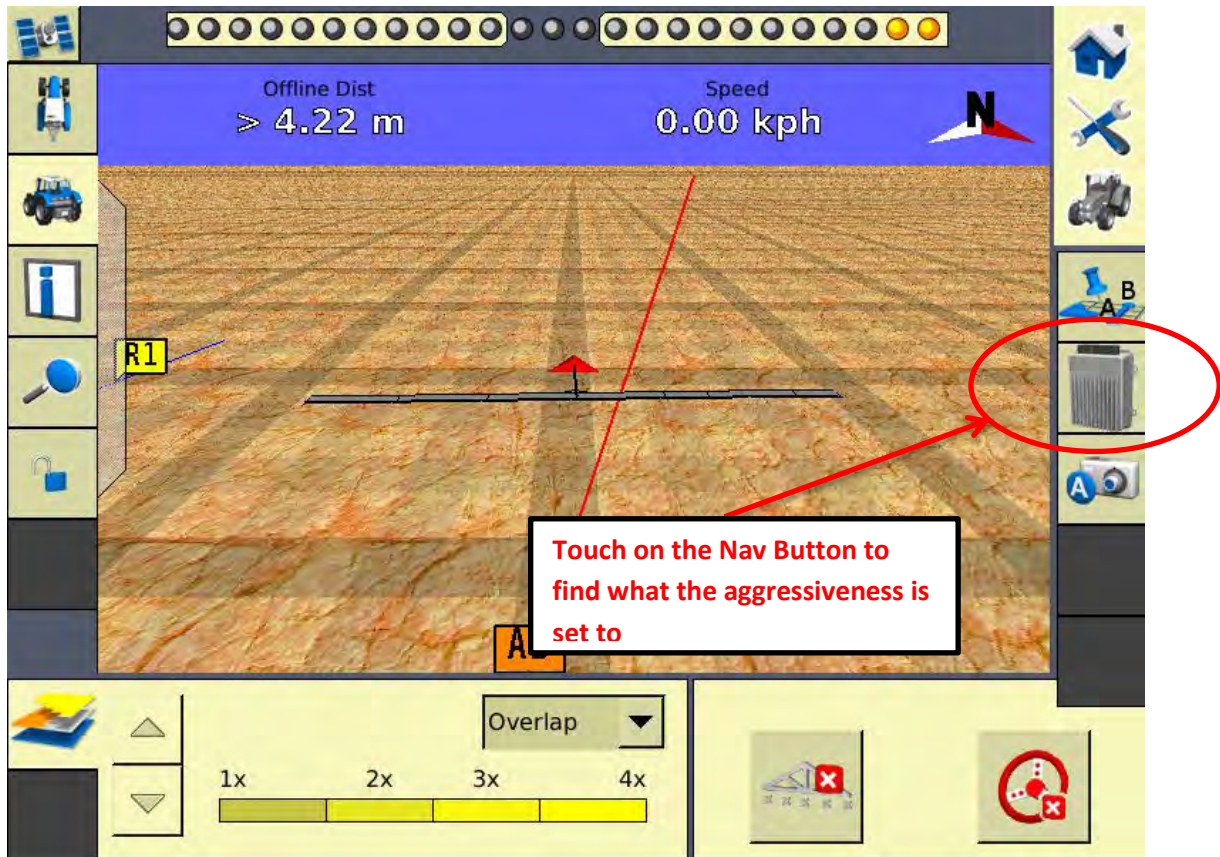 Offline Dist
> 4.22 m
Speed
0.00 kph
N
B
A
R1
A
Touch on the Nav Button to
find what the aggressiveness is
set to
A
Overlap
1x 2x 3x 4x